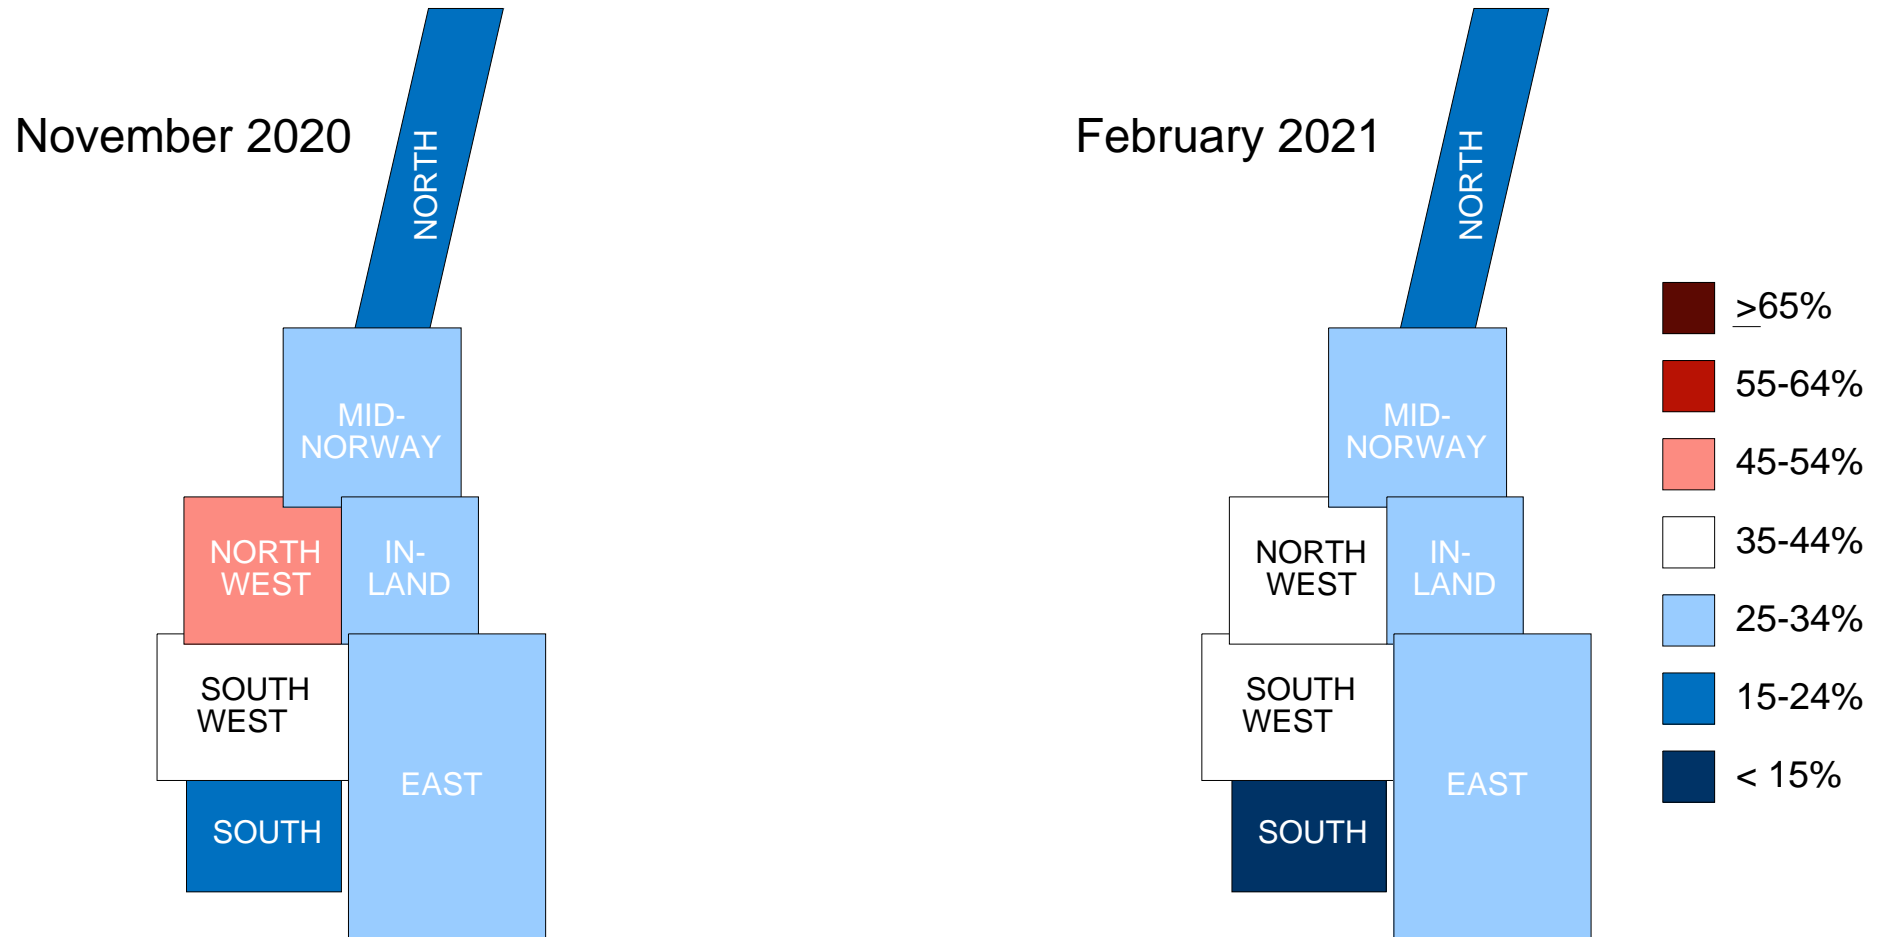 November 2020
NORTH
MID-
NORWAY
NORTH
WEST
IN-
LAND
SOUTH
WEST
EAST
SOUTH
February 2021
NORTH
MID-
NORWAY
NORTH
WEST
IN-
LAND
SOUTH
WEST
EAST
SOUTH
>65%
55-64%
45-54%
35-44%
25-34%
15-24%
< 15%